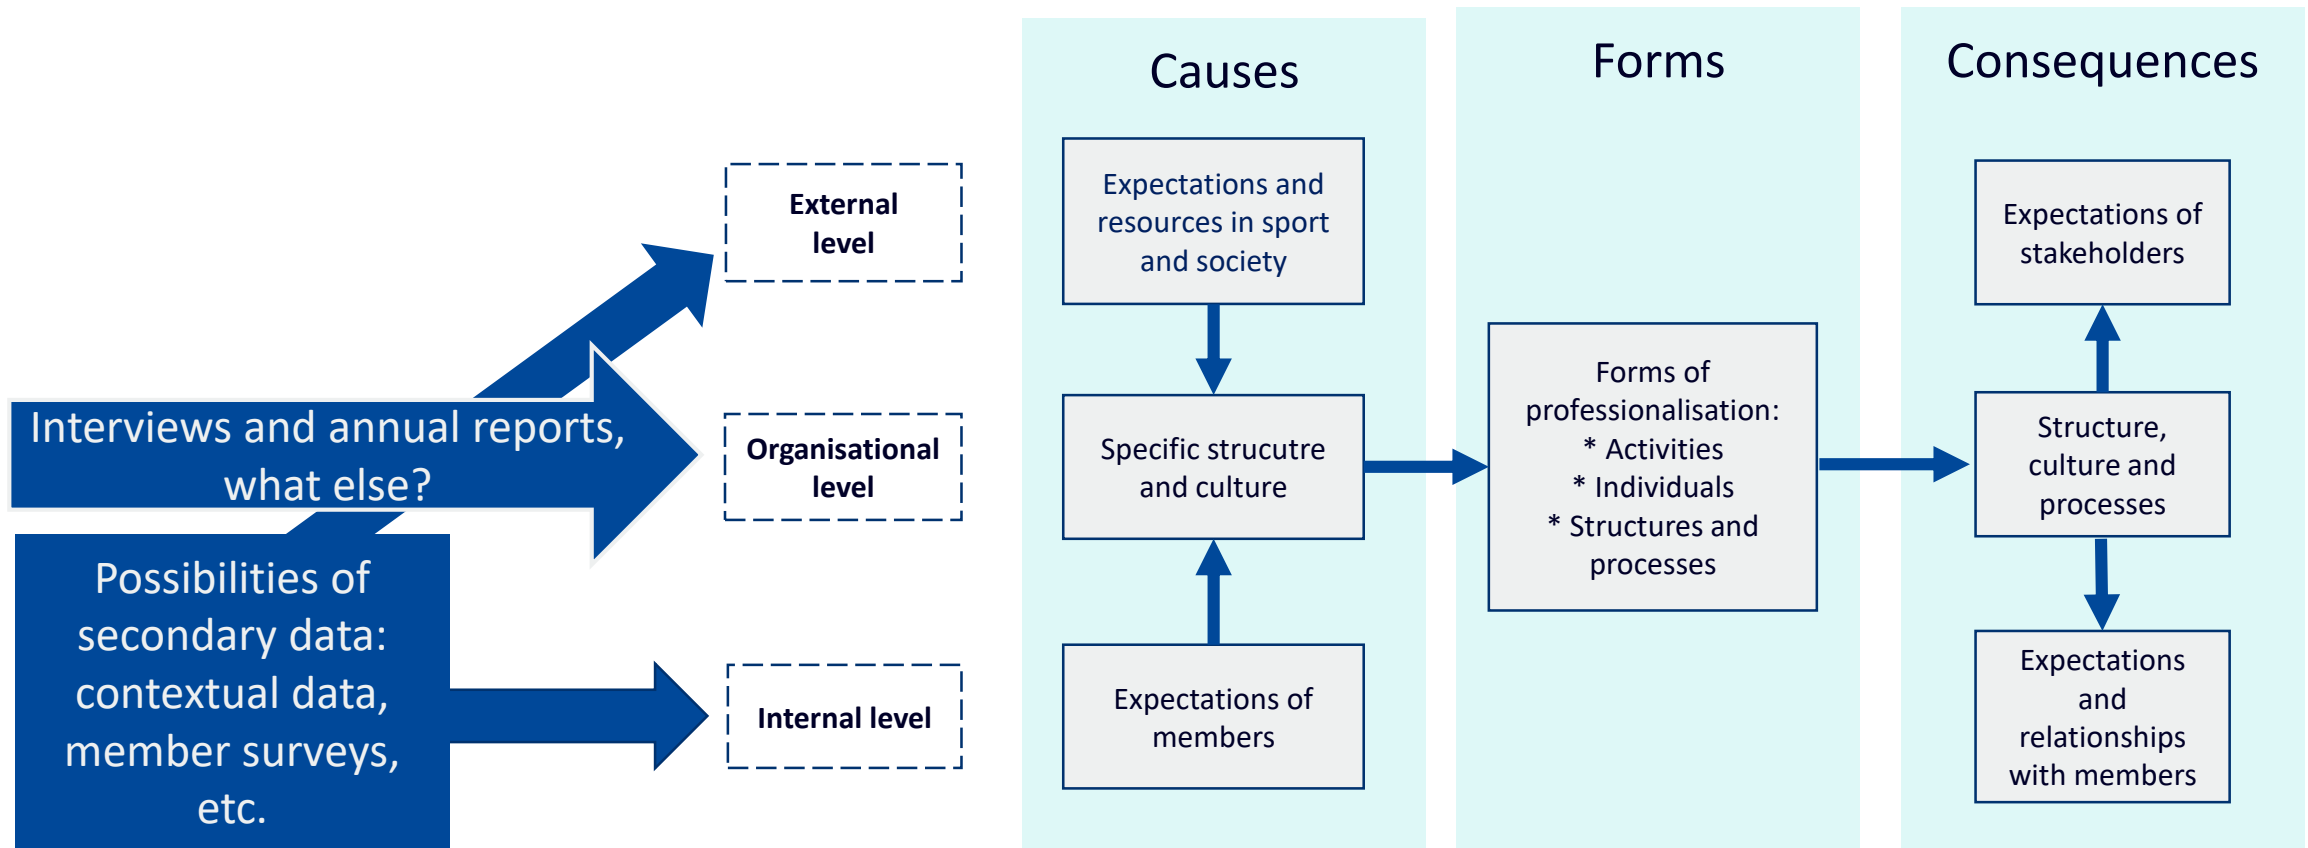 Interviews and annual reports,
what else?
Possibilities of
secondary data:
contextual data,
member surveys,
etc.
External
level
Organisational
level
Internal level
Causes
Expectations and
resources in sport
and society
Specific strucutre
and culture
Expectations of
members
Forms
Forms of
professionalisation:
* Activities
* Individuals
* Structures and
processes
Consequences
Expectations of
stakeholders
Structure,
culture and
processes
Expectations
and
relationships
with members